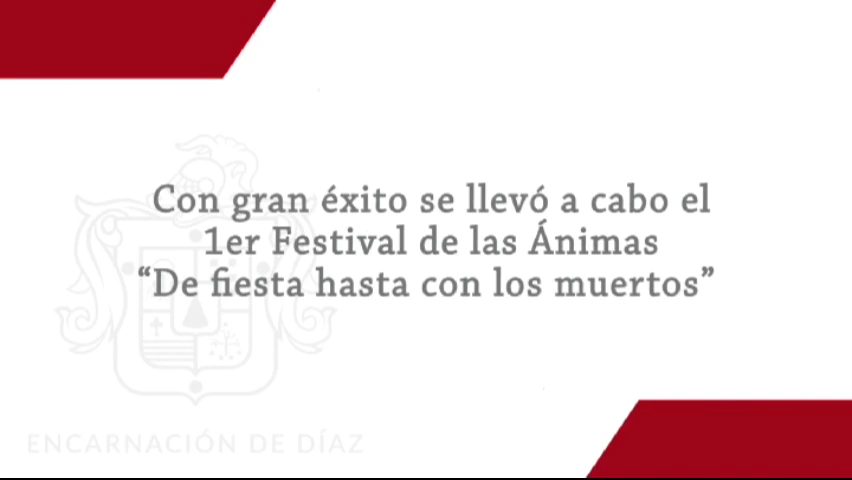 Con gran éxito se llevó a cabo el
1er Festival de las Ánimas
“De fiesta hasta con los muertos”
ENCARNACIÓN DE DÍAZ